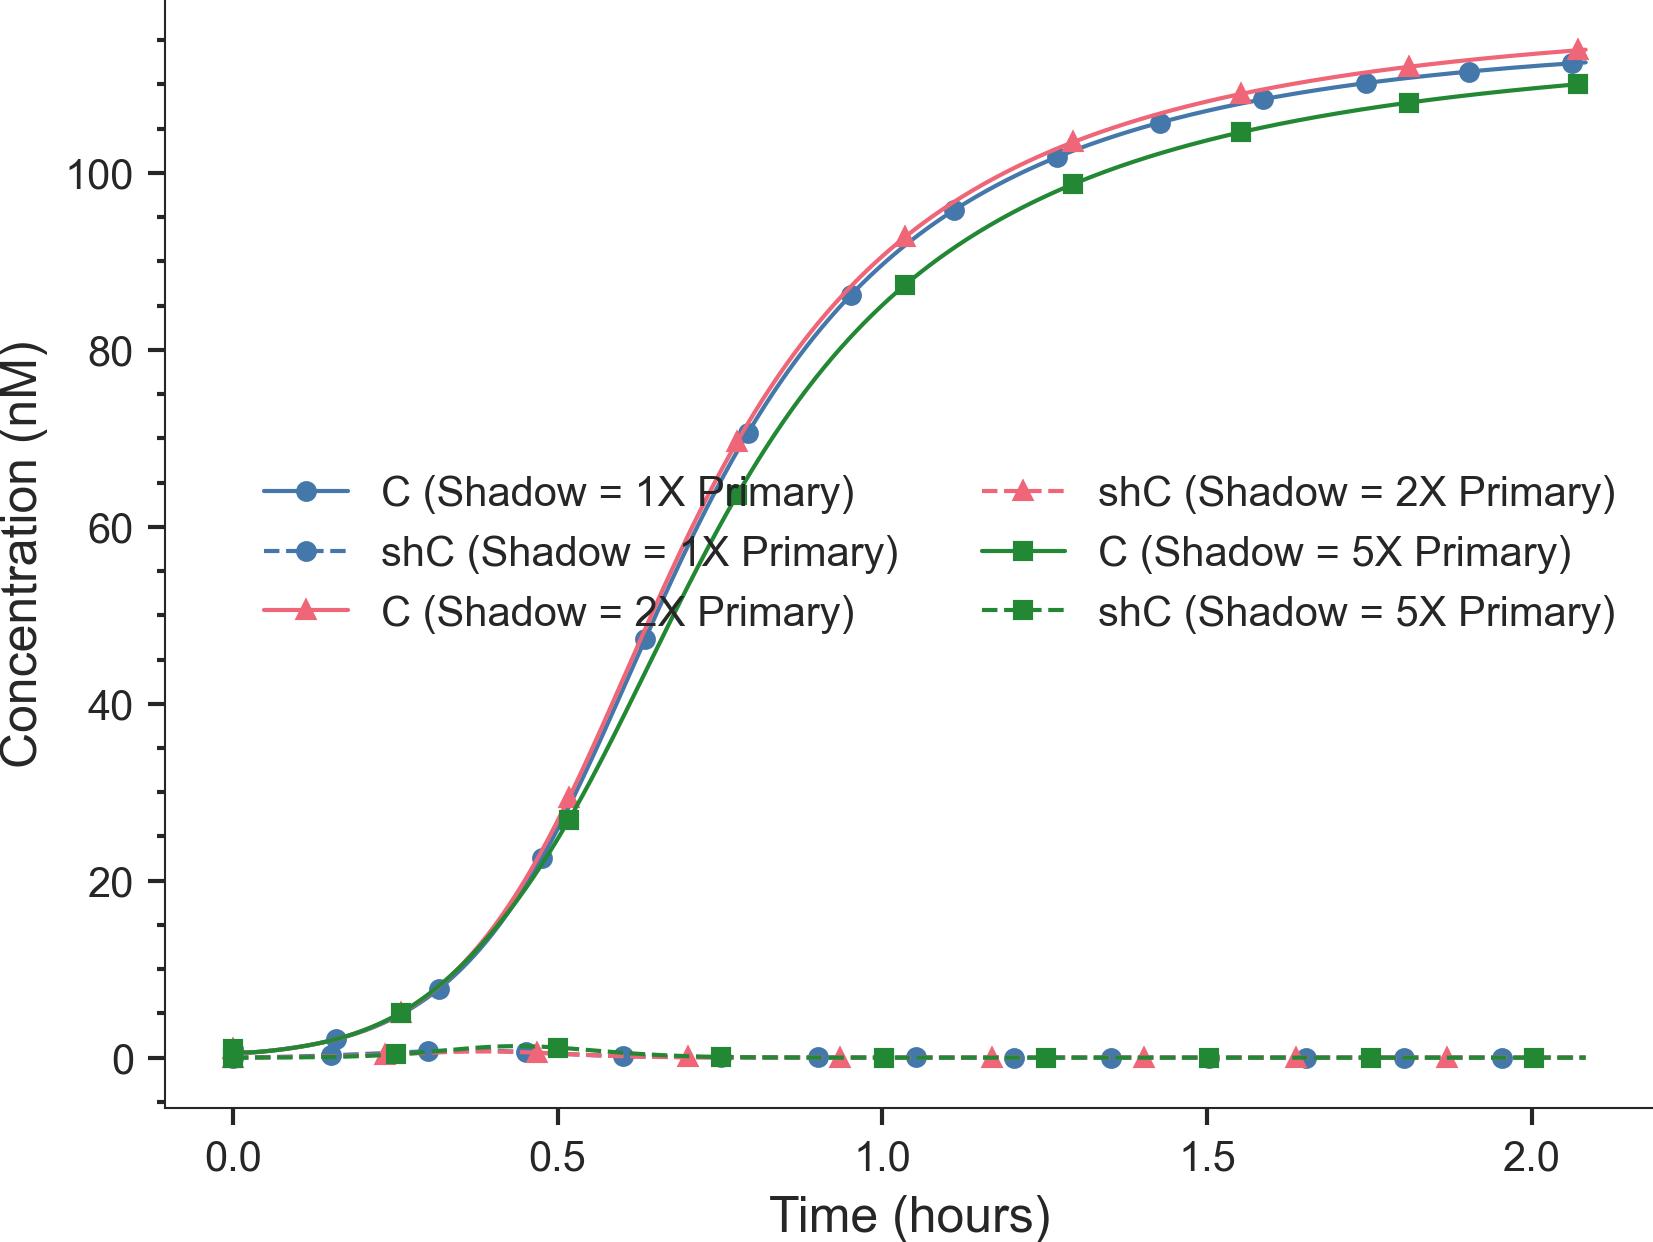 Concentration (nM)
100
80
60
40
20
0
C (Shadow = 1X Primary)
shC (Shadow = 1X Primary)
C (Shadow = 2X Primary)
shC (Shadow = 2X Primary)
C (Shadow = 5X Primary)
shC (Shadow = 5X Primary)
0.0 0.5 1.0 1.5 2.0
Time (hours)